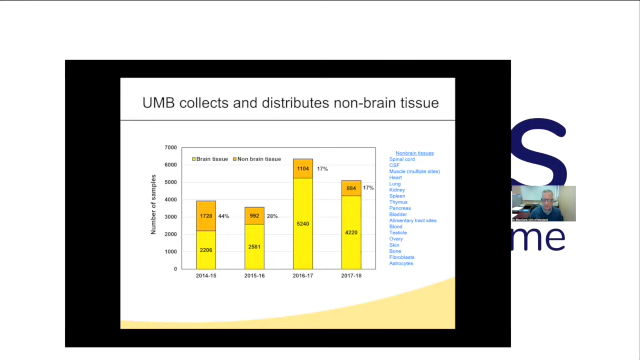 UMB collects and distributes non-brain tissue
7000
6000
5000
4000
3000
2000
1000
0
Number of samples
Brain tissue
Non brain tissue
1728
44%
2206
992
28%
2581
1104
17%
5240
884
17%
4220
2014-15
2015-16
2016-17
2017-18
Nonbrain tissues
Spinal cord
CSF
Muscle (multiple sites)
Heart
Lung
Kidney
Spleen
Thymus
Pancreas
Bladder
Alimentary tract sites
Blood
Testicle
Ovary
Skin
Bone
Fibroblasts
Astrocytes
s
me